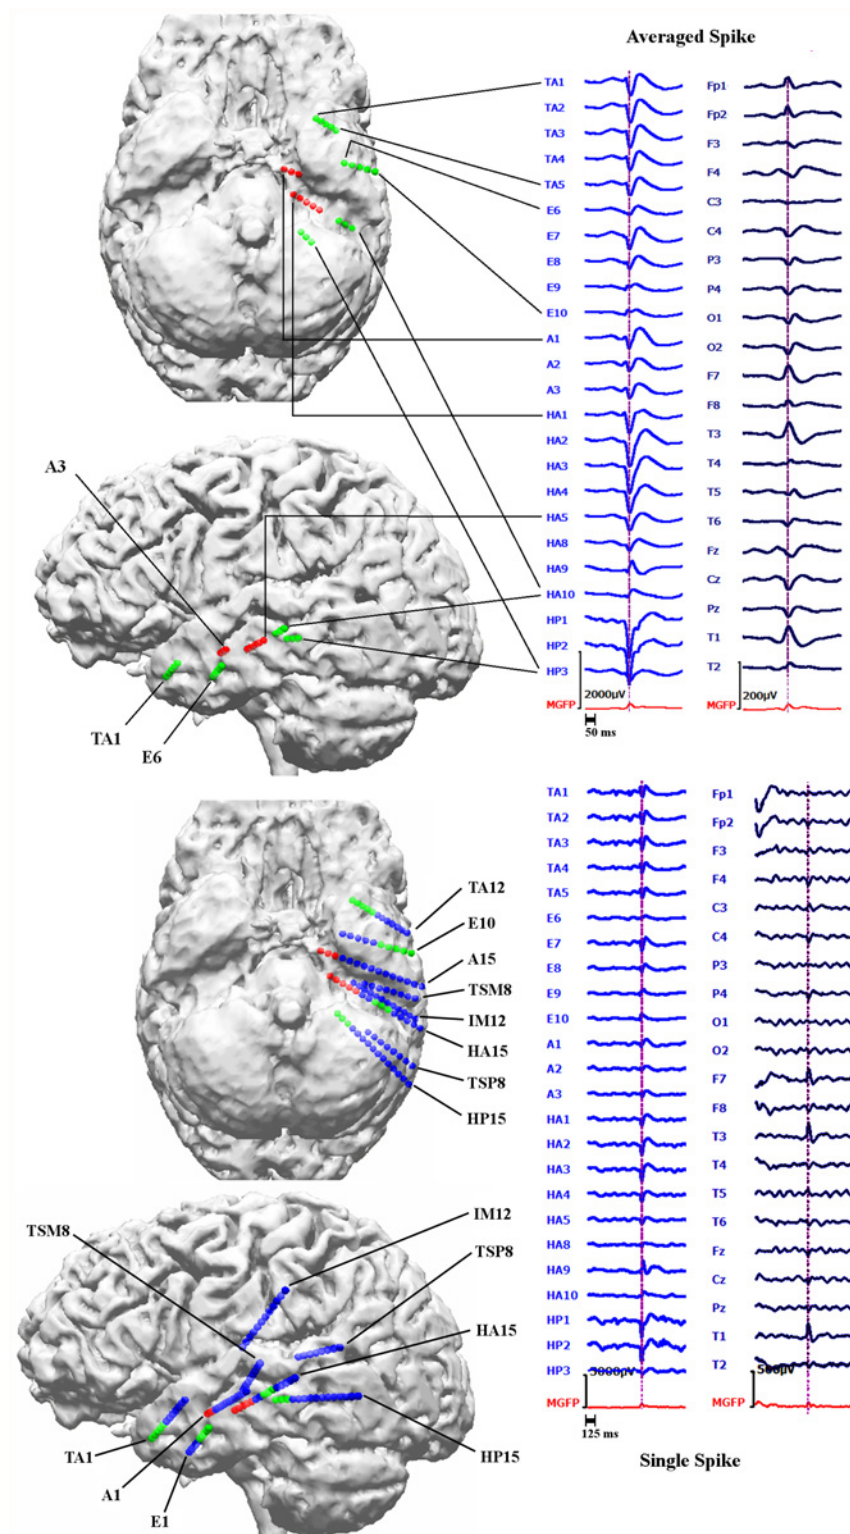 Averaged Spike
TA1
TA2
TA3
TA4
TA5
E6
E7
E8
E9
E10
A1
A2
A3
HA1
HA2
HA3
HA4
HA5
HA8
HA9
HA10
HP1
HP2
HP3
2000µV
MGFP
50 ms
Fp1
Fp2
F3
F4
C3
C4
P3
P4
O1
O2
F7
F8
T3
T4
T5
T6
Fz
Cz
Pz
T1
T2
200µV
MGFP
A3
TA1
E6
TA12
E10
A15
TSM8
IM12
HA15
TSP8
HP15
TSM8
IM12
TSP8
HA15
HP15
TA1
A1
E1
TA1
TA2
TA3
TA4
TA5
E6
E7
E8
E9
E10
A1
A2
A3
HA1
HA2
HA3
HA4
HA5
HA8
HA9
HA10
HP1
HP2
HP3
3000µV
MGFP
125 ms
Fp1
Fp2
F3
F4
C3
C4
P3
P4
O1
O2
F7
F8
T3
T4
T5
T6
Fz
Cz
Pz
T1
T2
500µV
MGFP
Single Spike